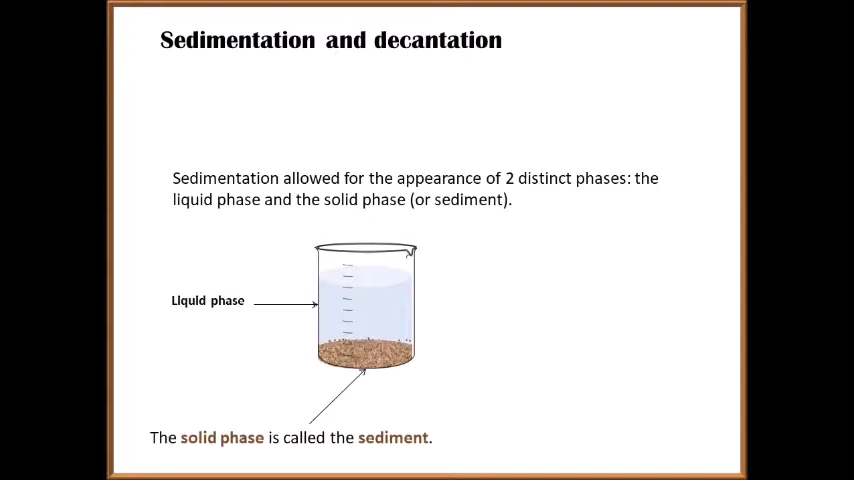 Sedimentation and decantation
Sedimentation allowed for the appearance of 2 distinct phases: the
liquid phase and the solid phase (or sediment).
Liquid phase
The solid phase is called the sediment.